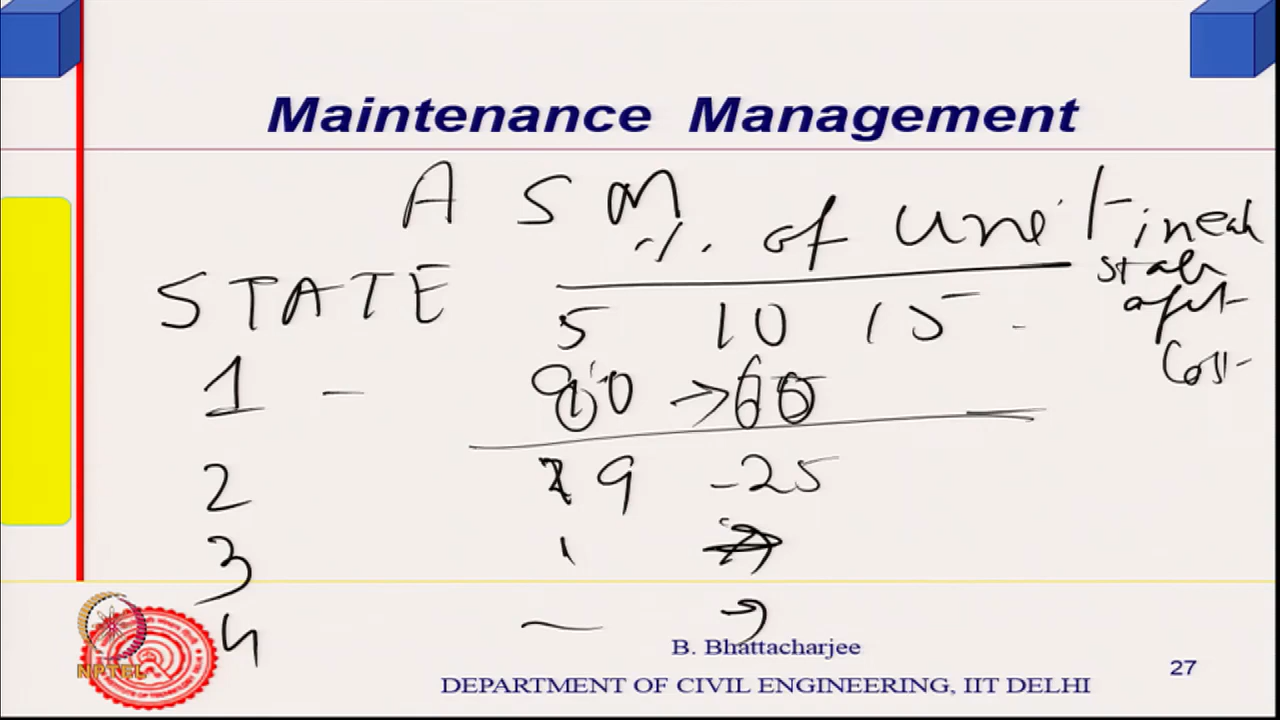 Maintenance Management
A S M
% of unit in each
state after
Cost
STATE 5 10 15
1 – 80 → 60
2 19 – 25
3 1
4 –
B. Bhattacharjee
DEPARTMENT OF CIVIL ENGINEERING, IIT DELHI
27
NPTEL